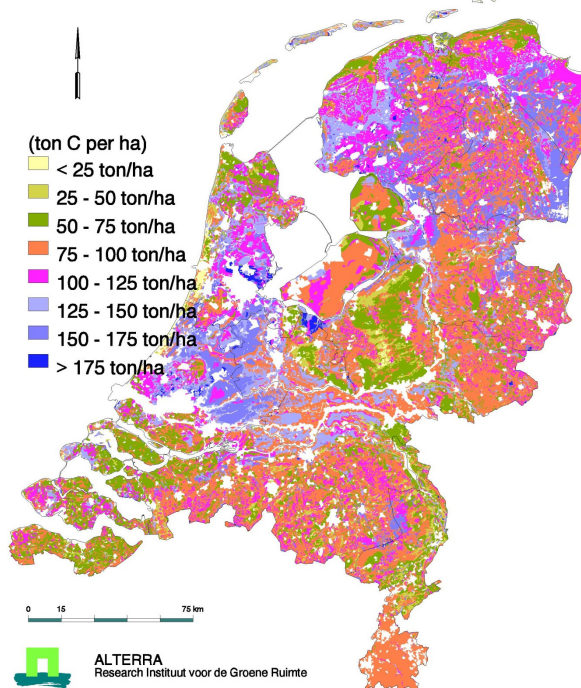 (ton C per ha)
< 25 ton/ha
25 - 50 ton/ha
50 - 75 ton/ha
75 - 100 ton/ha
100 - 125 ton/ha
125 - 150 ton/ha
150 - 175 ton/ha
> 175 ton/ha
0 15 75 km
ALTERRA
Research Instituut voor de Groene Ruimte